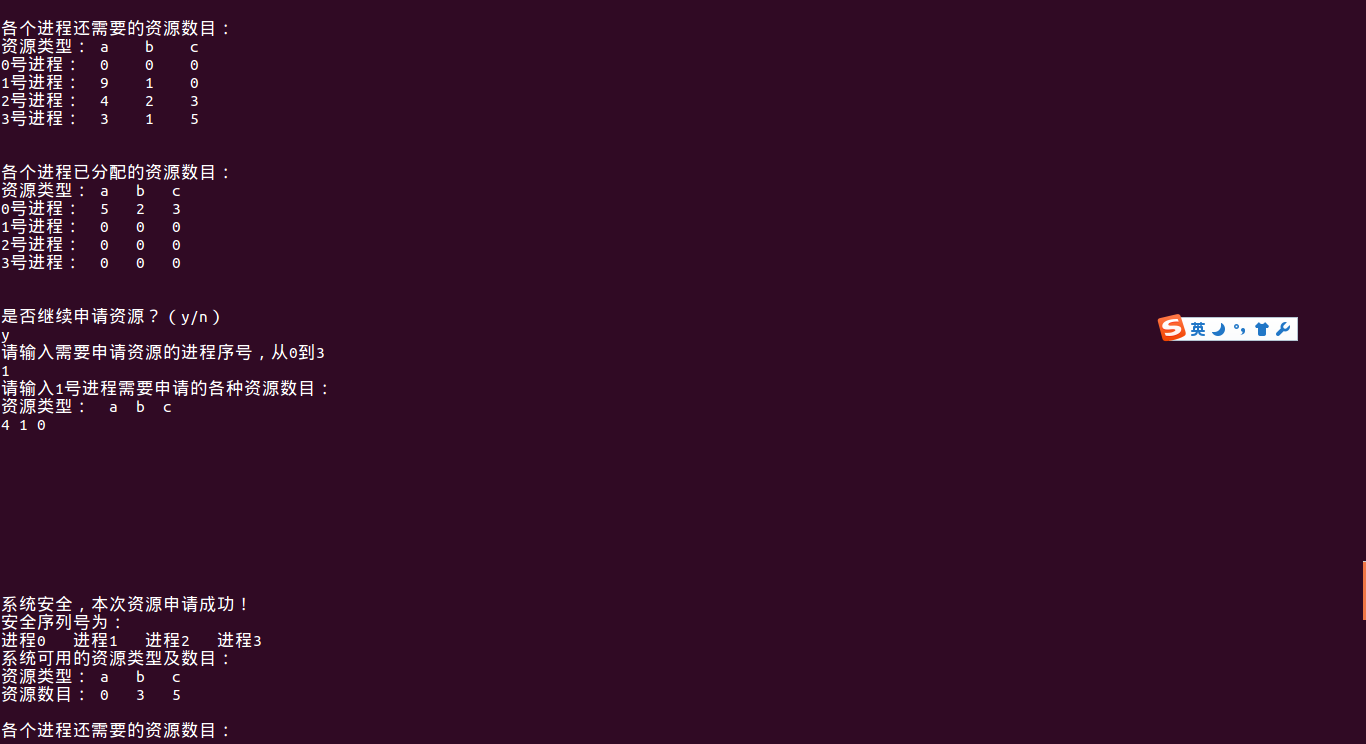 各个进程还需要的资源数目：
资源类型： a b c
0号进程： 0 0 0
1号进程： 9 1 0
2号进程： 4 2 3
3号进程： 3 1 5
各个进程已分配的资源数目：
资源类型： a b c
0号进程： 5 2 3
1号进程： 0 0 0
2号进程： 0 0 0
3号进程： 0 0 0
是否继续申请资源？（y/n）
y
请输入需要申请资源的进程序号，从0到3
1
请输入1号进程需要申请的各种资源数目：
资源类型： a b c
4 1 0
英
系统安全，本次资源申请成功！
安全序列号为：
进程0 进程1 进程2 进程3
系统可用的资源类型及数目：
资源类型： a b c
资源数目： 0 3 5
各个进程还需要的资源数目：